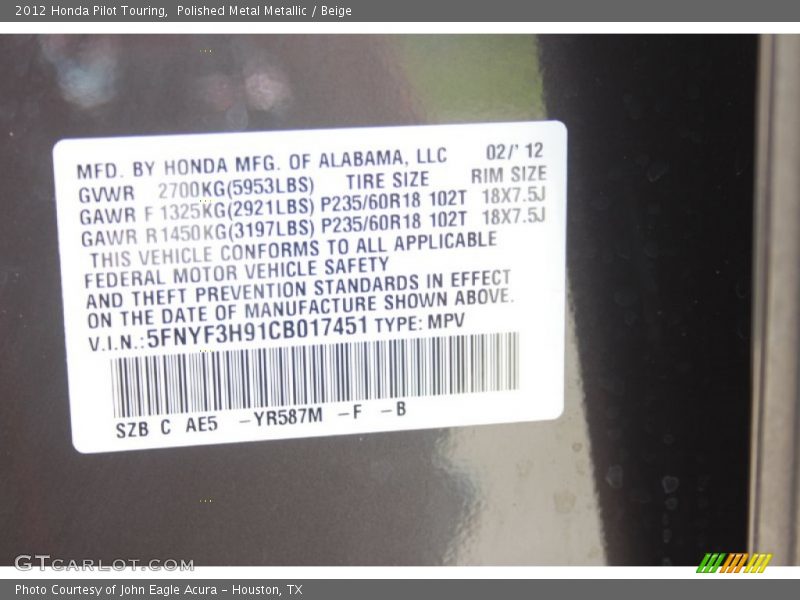 2012 Honda Pilot Touring,  Polished Metal Metallic / Beige
MFD. BY HONDA MFG. OF ALABAMA, LLC 02/' 12
GVWR 2700KG(5953LBS) TIRE SIZE RIM SIZE
GAWR F 1325KG(2921LBS) P235/60R18 102T 18X7.5J
GAWR R 1450KG(3197LBS) P235/60R18 102T 18X7.5J
THIS VEHICLE CONFORMS TO ALL APPLICABLE
FEDERAL MOTOR VEHICLE SAFETY
AND THEFT PREVENTION STANDARDS IN EFFECT
ON THE DATE OF MANUFACTURE SHOWN ABOVE.
V.I.N.:5FNYF3H91CB017451 TYPE: MPV
SZB C AE5 -YR587M -F -B
GTCARLOT.COM
Photo Courtesy of John Eagle Acura - Houston, TX